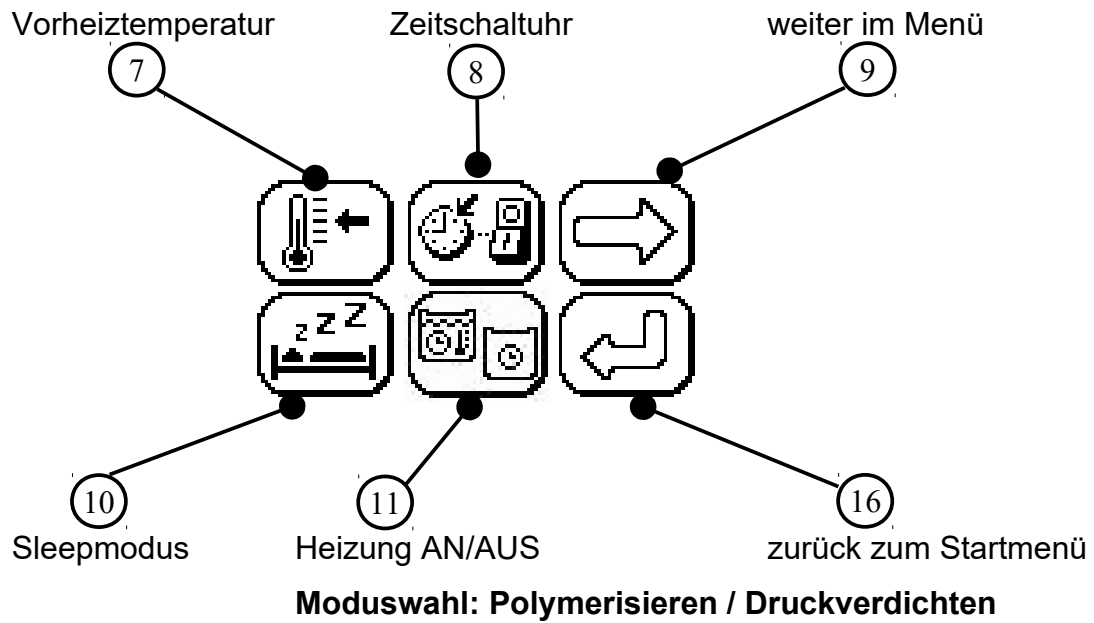 Vorheiztemperatur Zeitschaltuhr weiter im Menü
7 8 9
z z Z
10 11 16
Sleepmodus Heizung AN/AUS zurück zum Startmenü
Moduswahl: Polymerisieren / Druckverdichten